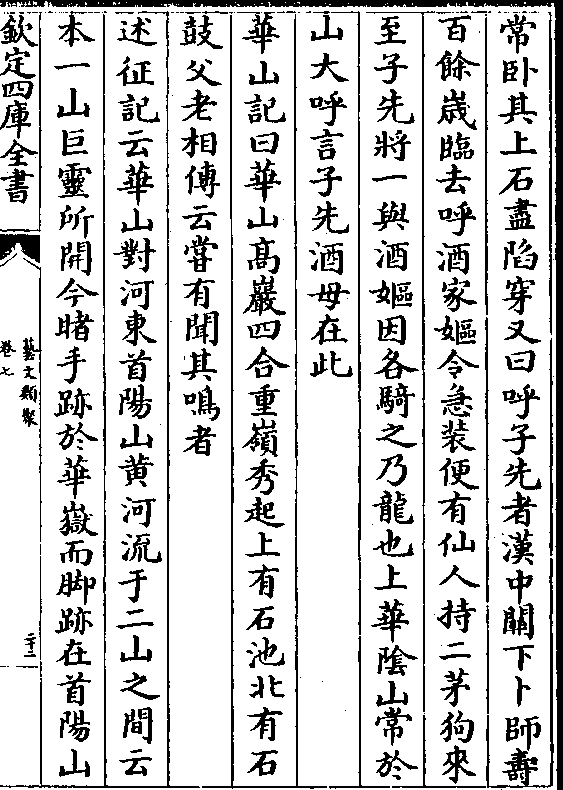 常卧其上石盡陷穿又曰呼子先者漢中闗下卜師壽
百餘歳臨去呼酒家嫗令急装便有仙人持二茅狗來
至子先將一與酒嫗因各騎之乃龍也上華隂山常於
山大呼言子先酒母在此
華山記曰華山髙巖四合重嶺秀起上有石池北有石
鼓父老相傳云甞有聞其鳴者
述征記云華山對河東首陽山黄河流于二山之間云
本一山巨靈所開今睹手跡於華嶽而脚跡在首陽山
欽定四庫全書
藝文類聚
卷七
二十二